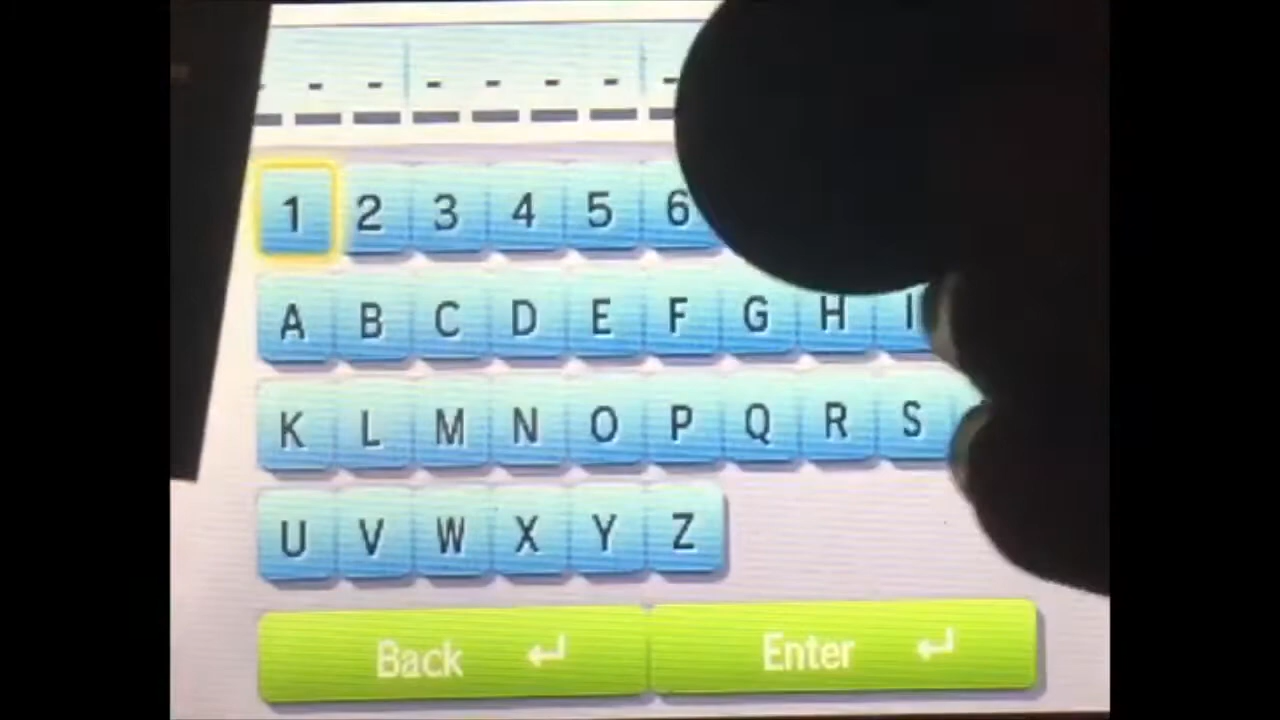 - - - - - - -
1 2 3 4 5 6
A B C D E F G H I
K L M N O P Q R S
U V W X Y Z
Back Enter